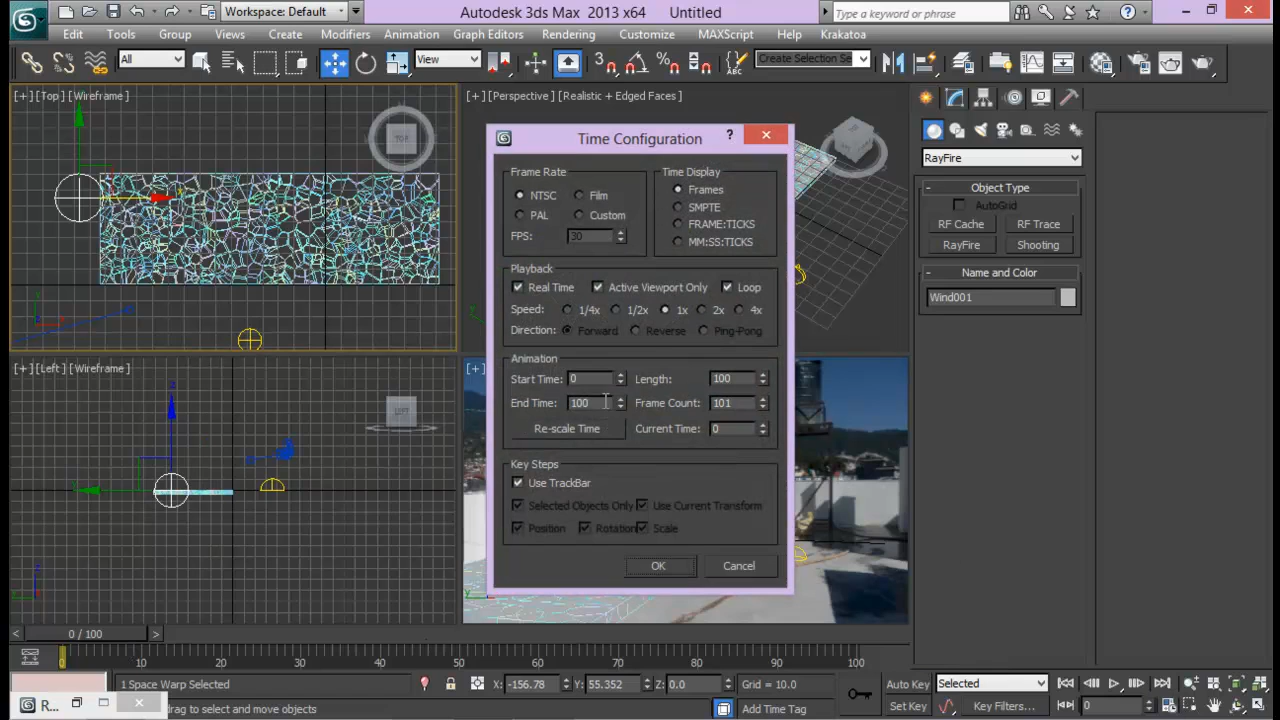 Workspace: Default
Autodesk 3ds Max 2013 x64 Untitled
Type a keyword or phrase
Edit Tools Group Views Create Modifiers Animation Graph Editors Rendering Customize MAXScript Help Krakatoa
All View 3 Create Selection Se
[+] [Top] [Wireframe]
TOP
[+] [Perspective] [Realistic + Edged Faces]
Time Configuration
?
Frame Rate
NTSC Film
PAL Custom
FPS: 30
Time Display
Frames
SMPTE
FRAME:TICKS
MM:SS:TICKS
Playback
Real Time Active Viewport Only Loop
Speed: 1/4x 1/2x 1x 2x 4x
Direction: Forward Reverse Ping-Pong
Animation
Start Time: 0 Length: 100
End Time: 100 Frame Count: 101
Re-scale Time Current Time: 0
Key Steps
Use TrackBar
Selected Objects Only Use Current Transform
Position Rotation Scale
OK Cancel
RayFire
- Object Type
AutoGrid
RF Cache RF Trace
RayFire Shooting
- Name and Color
Wind001
[+] [Left] [Wireframe]
LEFT
[+]
< 0 / 100 >
0 10 20 30 40 50 60 70 80 90 100
1 Space Warp Selected X: -156.78 Y: 55.352 Z: 0.0 Grid = 10.0 Auto Key Selected
R... drag to select and move objects Add Time Tag Set Key Key Filters... 0